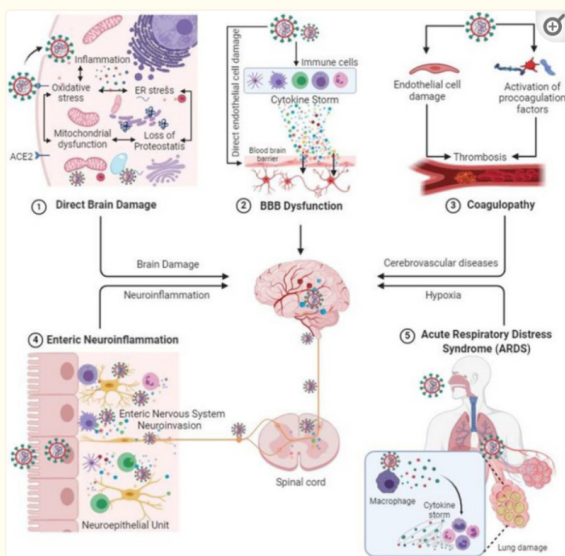 Inflammation
Oxidative
stress
ER stress
Mitochondrial
dysfunction
Loss of
Proteostatis
ACE2
1 Direct Brain Damage
Direct endothelial cell damage
Immune cells
Cytokine Storm
Blood brain
barrier
2 BBB Dysfunction
Endothelial cell
damage
Activation of
procoagulation
factors
Thrombosis
3 Coagulopathy
Brain Damage
Neuroinflammation
Cerebrovascular diseases
Hypoxia
4 Enteric Neuroinflammation
Enteric Nervous System
Neuroinvasion
Neuroepithelial Unit
Spinal cord
5 Acute Respiratory Distress
Syndrome (ARDS)
Macrophage
Cytokine
storm
Lung damage